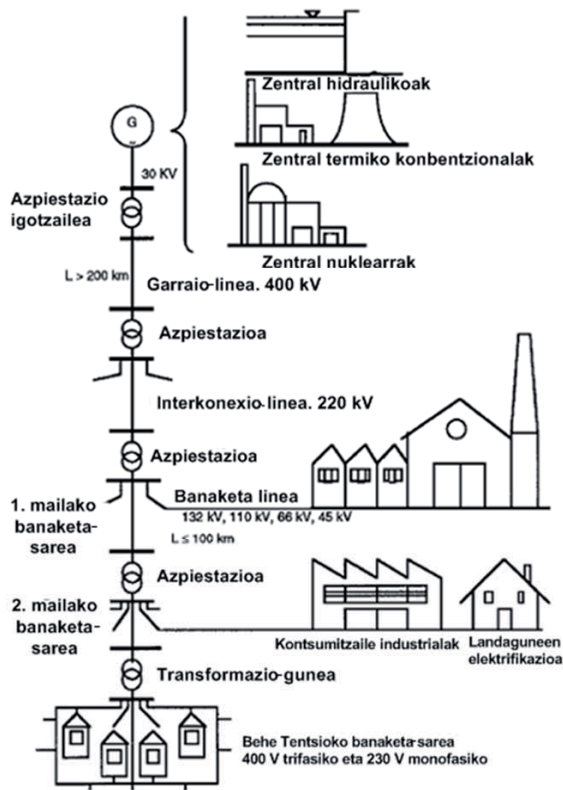 Zentral hidraulikoak
G
~
30 KV
Zentral termiko konbentzionalak
Azpiestazio
igotzailea
Zentral nuklearrak
L > 200 km
Garraio-linea. 400 kV
Azpiestazioa
Interkonexio-linea. 220 kV
Azpiestazioa
Banaketa linea
132 kV, 110 kV, 66 kV, 45 kV
1. mailako
banaketa-
sarea
L ≤ 100 km
Azpiestazioa
2. mailako
banaketa-
sarea
Kontsumitzaile industrialak
Landaguneen
elektrifikazioa
Transformazio-gunea
Behe Tentsioko banaketa-sarea
400 V trifasiko eta 230 V monofasiko